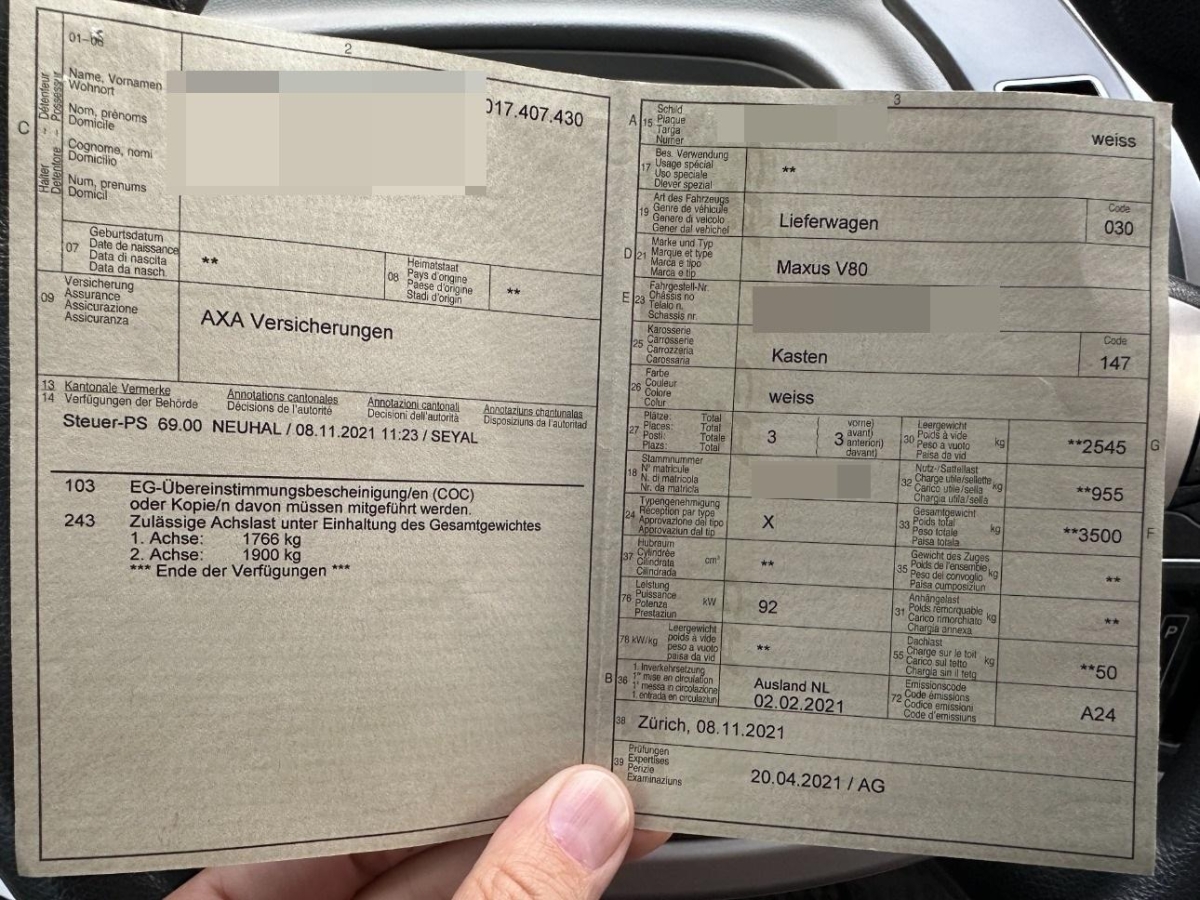 2
01–06
C
Halter – Détenteur
Detentore – Possessur
Name, Vornamen
Wohnort
Nom, prénoms
Domicile
Cognome, nomi
Domicilio
Num, prenums
Domicil
017.407.430
07
Geburtsdatum
Date de naissance
Data di nascita
Data da nasch.
**
08
Heimatstaat
Pays d'origine
Paese d'origine
Stadi d'origin
**
09
Versicherung
Assurance
Assicurazione
Assicuranza
AXA Versicherungen
13 Kantonale Vermerke Annotations cantonales Annotazioni cantonali Annotaziuns chantunalas
14 Verfügungen der Behörde Décisions de l'autorité Decisioni dell'autorità Disposiziuns da l'autoritad
Steuer-PS 69.00 NEUHAL / 08.11.2021 11:23 / SEYAL
103 EG-Übereinstimmungsbescheinigung/en (COC)
oder Kopie/n davon müssen mitgeführt werden.
243 Zulässige Achslast unter Einhaltung des Gesamtgewichtes
1. Achse: 1766 kg
2. Achse: 1900 kg
*** Ende der Verfügungen ***
3
A
15
Schild
Plaque
Targa
Numer
weiss
17
Bes. Verwendung
Usage spécial
Uso speciale
Diever spezial
**
19
Art des Fahrzeugs
Genre de véhicule
Genere di veicolo
Gener dal vehichel
Lieferwagen
Code
030
D
21
Marke und Typ
Marque et type
Marca e tipo
Marca e tip
Maxus V80
E
23
Fahrgestell-Nr.
Châssis no
Telaio n.
Schassis nr.
25
Karosserie
Carrosserie
Carrozzeria
Carossaria
Kasten
Code
147
26
Farbe
Couleur
Colore
Colur
weiss
27
Plätze: Total
Places: Total
Posti: Totale
Plazs: Total
3
vorne)
avant)
anteriori)
davant)
3
30
Leergewicht
Poids à vide
Peso a vuoto
Paisa da vid
kg
**2545
G
18
Stammnummer
N° matricule
N. di matricola
Nr. da matricla
32
Nutz-/Sattellast
Charge utile/sellette
Carico utile/sella
Chargia utila/sella
kg
**955
24
Typengenehmigung
Réception par type
Approvazione del tipo
Approvaziun dal tip
X
33
Gesamtgewicht
Poids total
Peso totale
Paisa totala
kg
**3500
F
37
Hubraum
Cylindrée
Cilindrata
Cilindrada
cm³
**
35
Gewicht des Zuges
Poids de l'ensemble
Peso del convoglio
Paisa cumposiziun
kg
**
76
Leistung
Puissance
Potenza
Prestaziun
kW
92
31
Anhängelast
Poids remorquable
Carico rimorchiato
Chargia annexa
kg
**
78 kW/kg
Leergewicht
poids à vide
peso a vuoto
paisa da vid
**
55
Dachlast
Charge sur le toit
Carico sul tetto
Chargia sin il tetg
kg
**50
B
36
1. Inverkehrsetzung
1re mise en circulation
1a messa in circolazione
1. entrada en circulaziun
Ausland NL
02.02.2021
72
Emissionscode
Code émissions
Codice emissioni
Code d'emissiuns
A24
38
Zürich, 08.11.2021
39
Prüfungen
Expertises
Perizie
Examinaziuns
20.04.2021 / AG
P